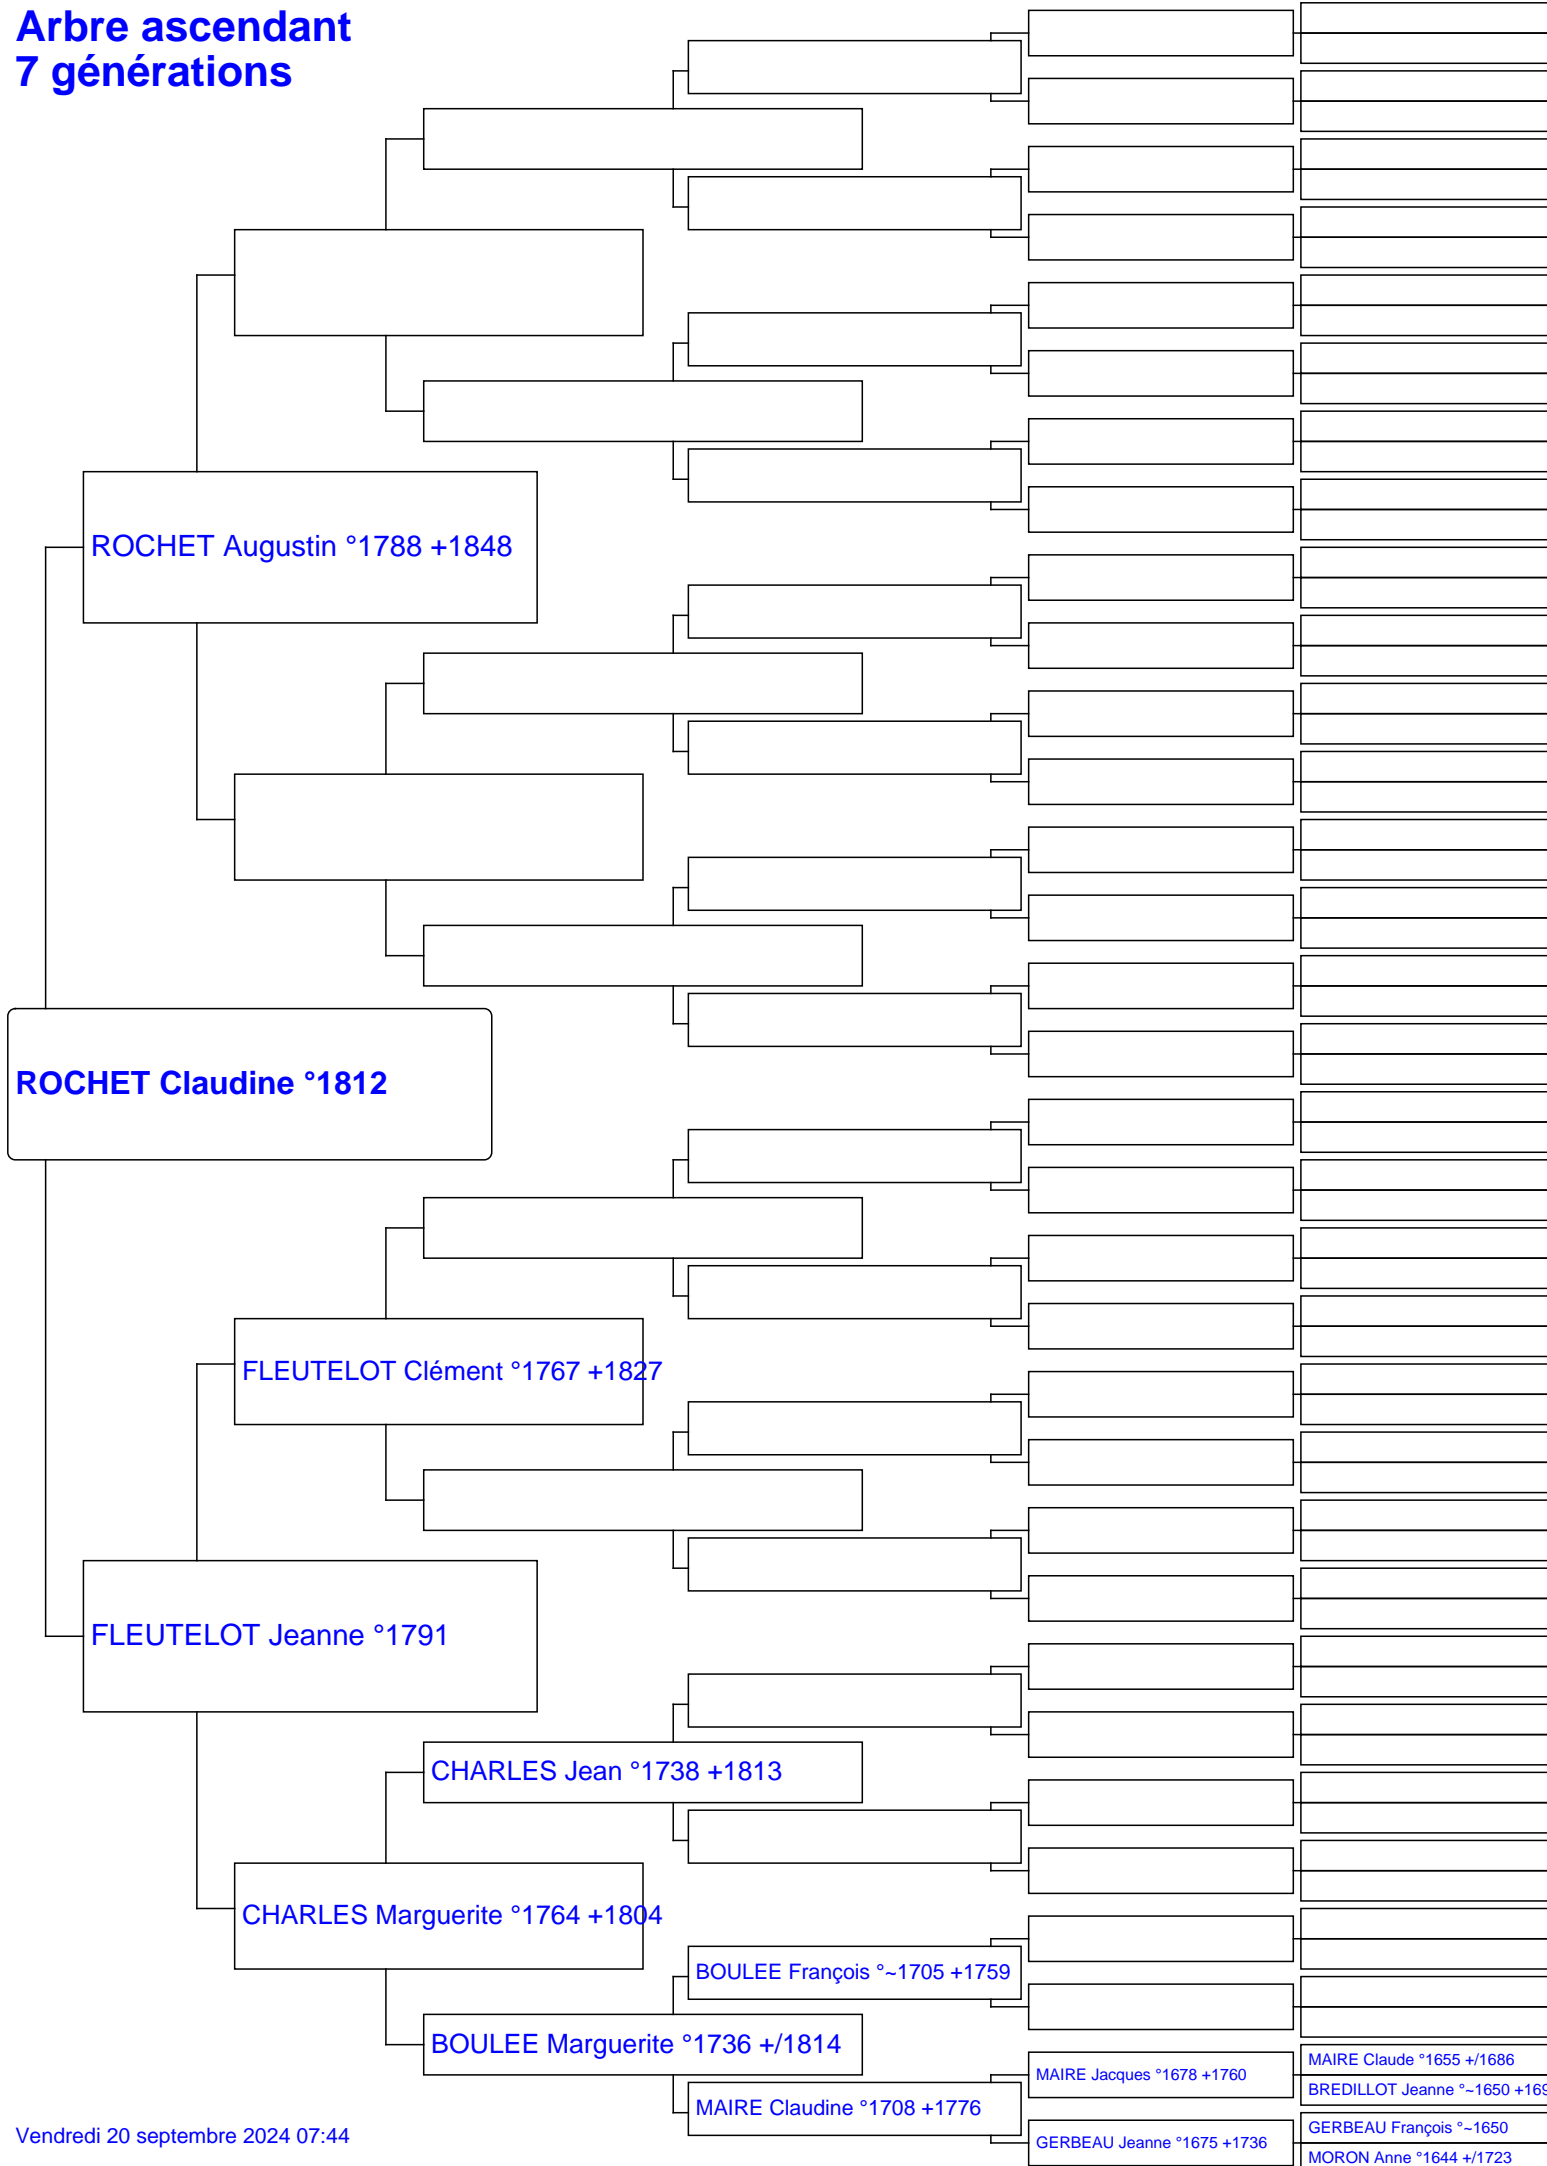 Arbre ascendant
7 générations
ROCHET Augustin °1788 +1848
ROCHET Claudine °1812
FLEUTELOT Clément °1767 +1827
FLEUTELOT Jeanne °1791
CHARLES Jean °1738 +1813
CHARLES Marguerite °1764 +1804
BOULEE François °~1705 +1759
BOULEE Marguerite °1736 +/1814
MAIRE Claude °1655 +/1686
MAIRE Jacques °1678 +1760
BREDILLOT Jeanne °~1650 +169
MAIRE Claudine °1708 +1776
GERBEAU François °~1650
GERBEAU Jeanne °1675 +1736
MORON Anne °1644 +/1723
Vendredi 20 septembre 2024 07:44